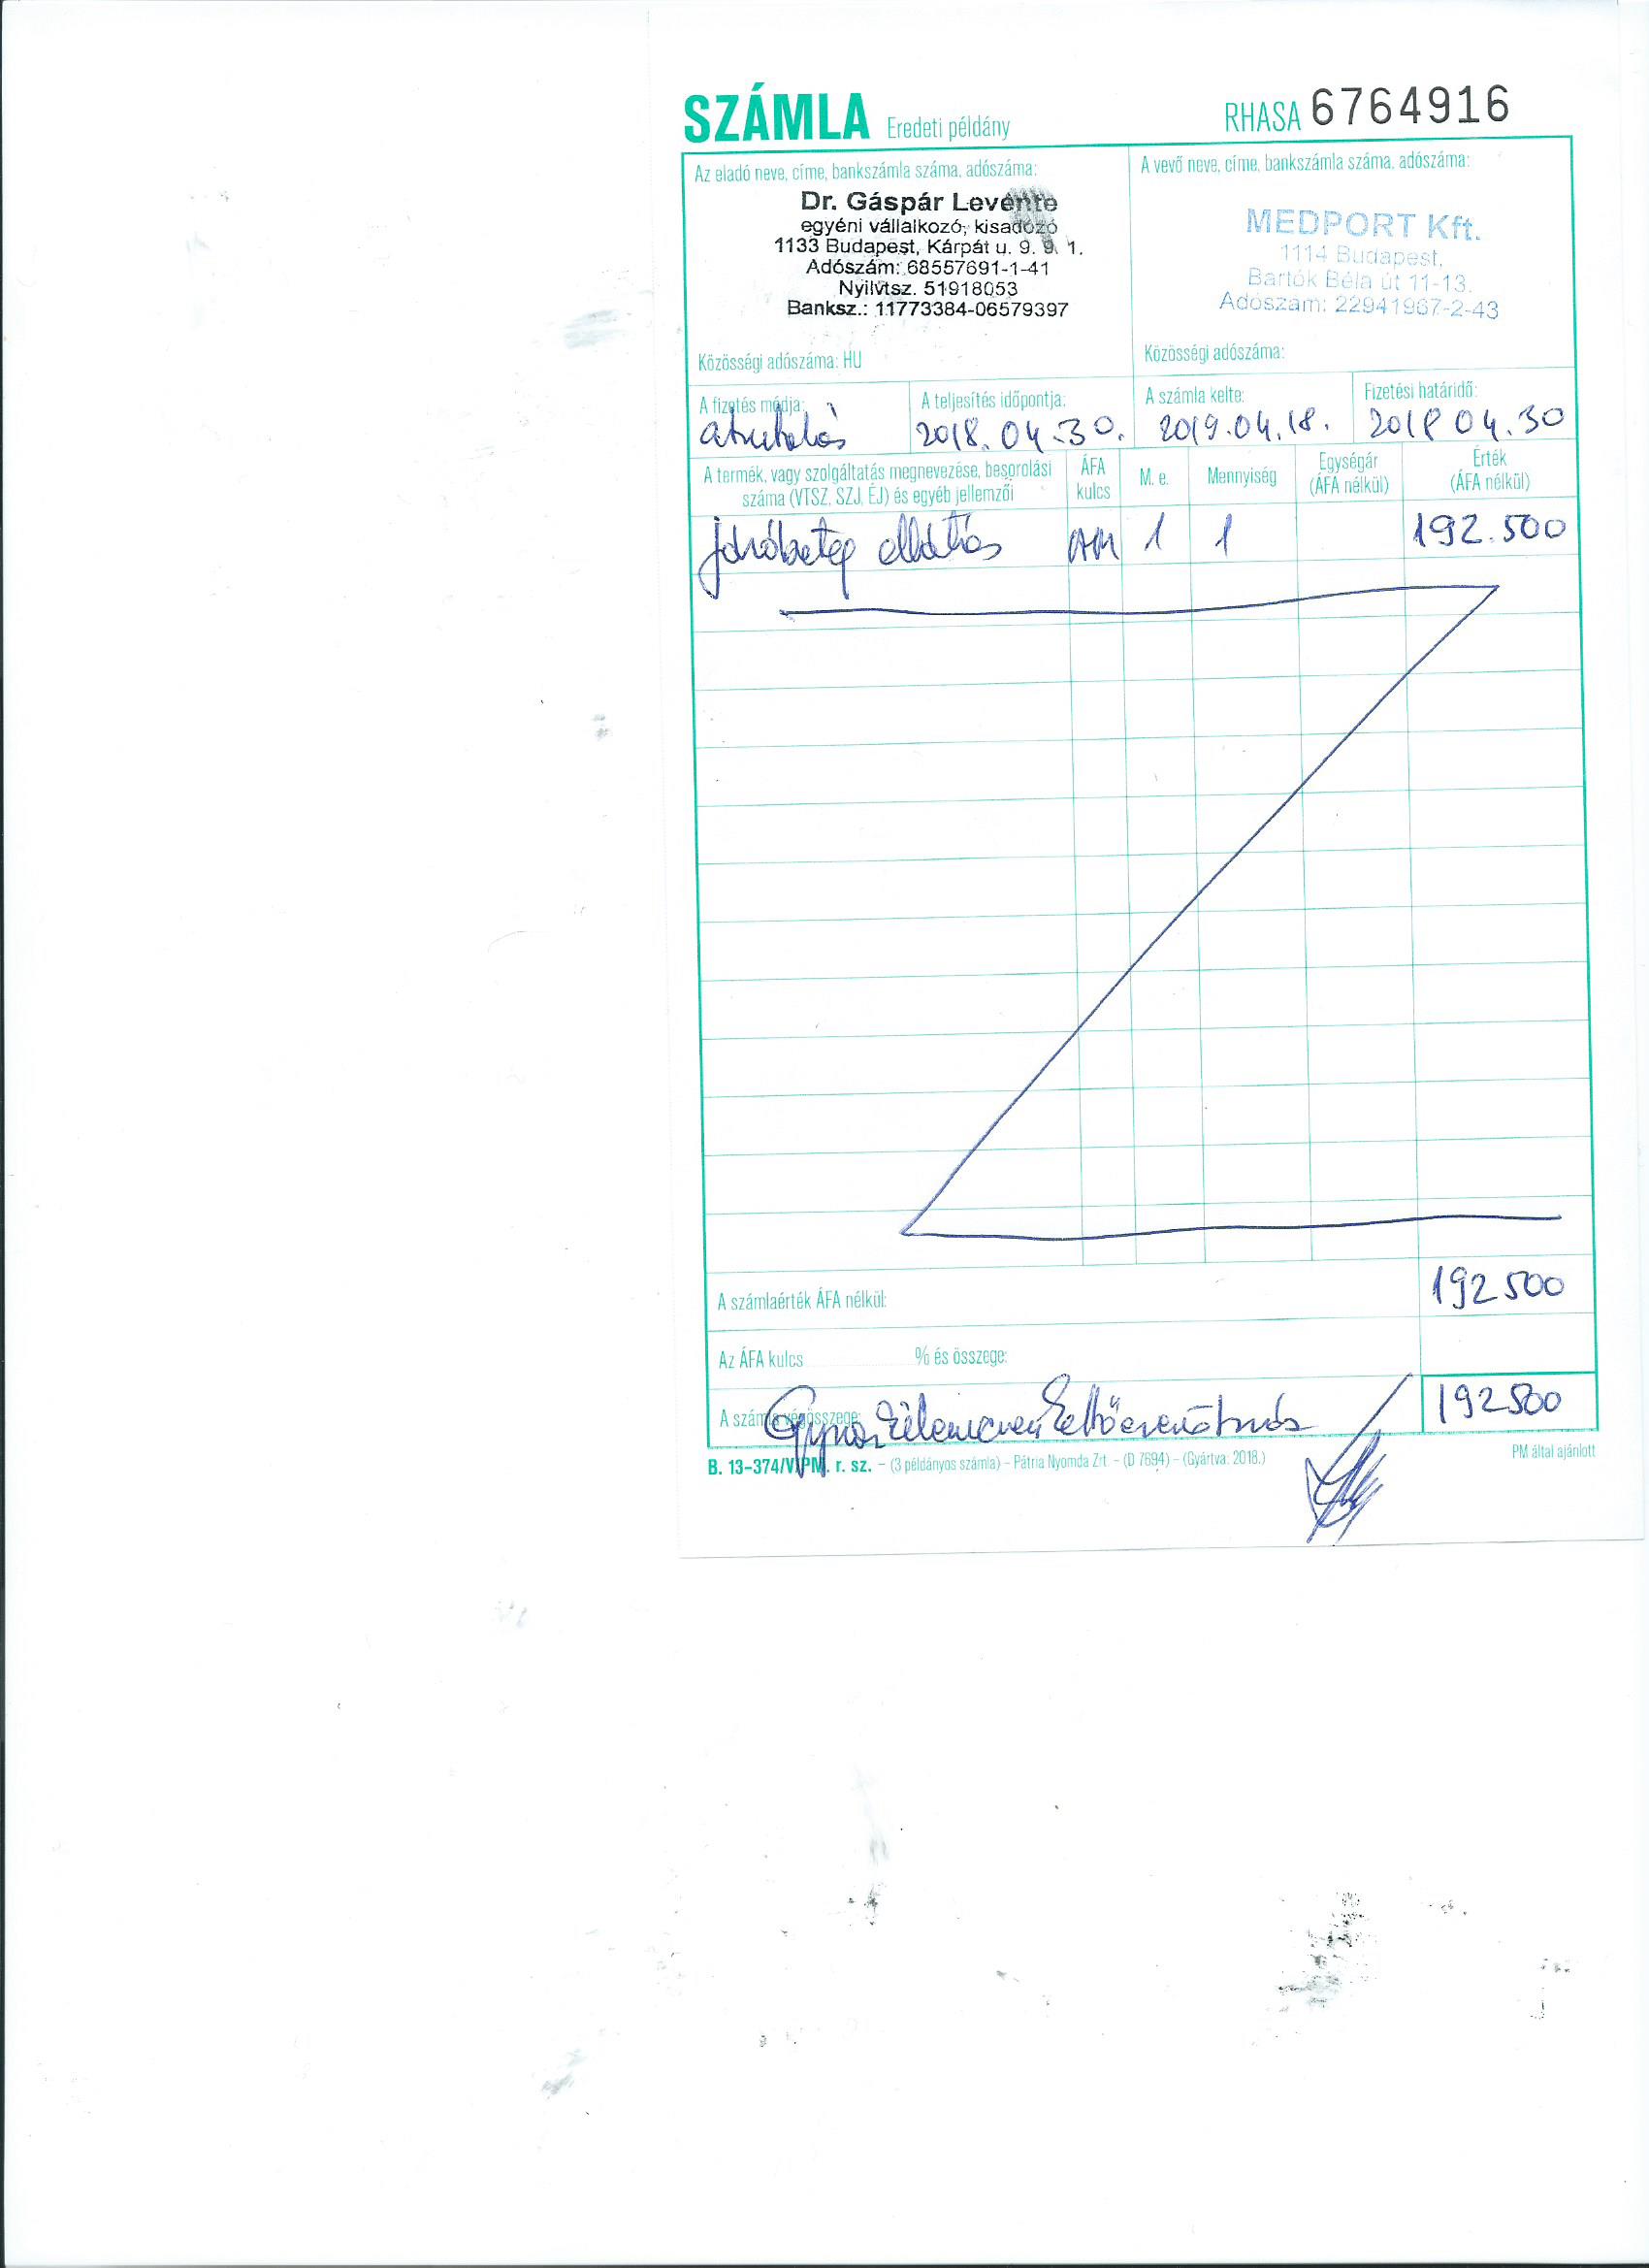 SZÁMLA Eredeti példány
RHASA 6764916
Az eladó neve, címe, bankszámla száma, adószáma:
Dr. Gáspár Levente
egyéni vállalkozó, kisadózó
1133 Budapest, Kárpát u. 9. 9. 1.
Adószám: 68557691-1-41
Nyilvtsz. 51918053
Banksz.: 11773384-06579397
Közösségi adószáma: HU
A vevő neve, címe, bankszámla száma, adószáma:
MEDPORT Kft.
1114 Budapest,
Bartók Béla út 11-13.
Adószám: 22941967-2-43
Közösségi adószáma:
A fizetés módja:
átutalás
A teljesítés időpontja:
2018.04.30.
A számla kelte:
2019.04.18.
Fizetési határidő:
2018 04.30
A termék, vagy szolgáltatás megnevezése, besorolási
száma (VTSZ, SZJ, ÉJ) és egyéb jellemzői
ÁFA
kulcs
M. e.
Mennyiség
Egységár
(ÁFA nélkül)
Érték
(ÁFA nélkül)
járóbeteg ellátás AM 1 1 192.500
A számlaérték ÁFA nélkül: 192 500
Az ÁFA kulcs % és összege:
A számla végösszege: 192 500
B. 13-374/V. PM. r. sz. – (3 példányos számla) – Pátria Nyomda Zrt. – (D 7694) – (Gyártva: 2018.)
PM által ajánlott